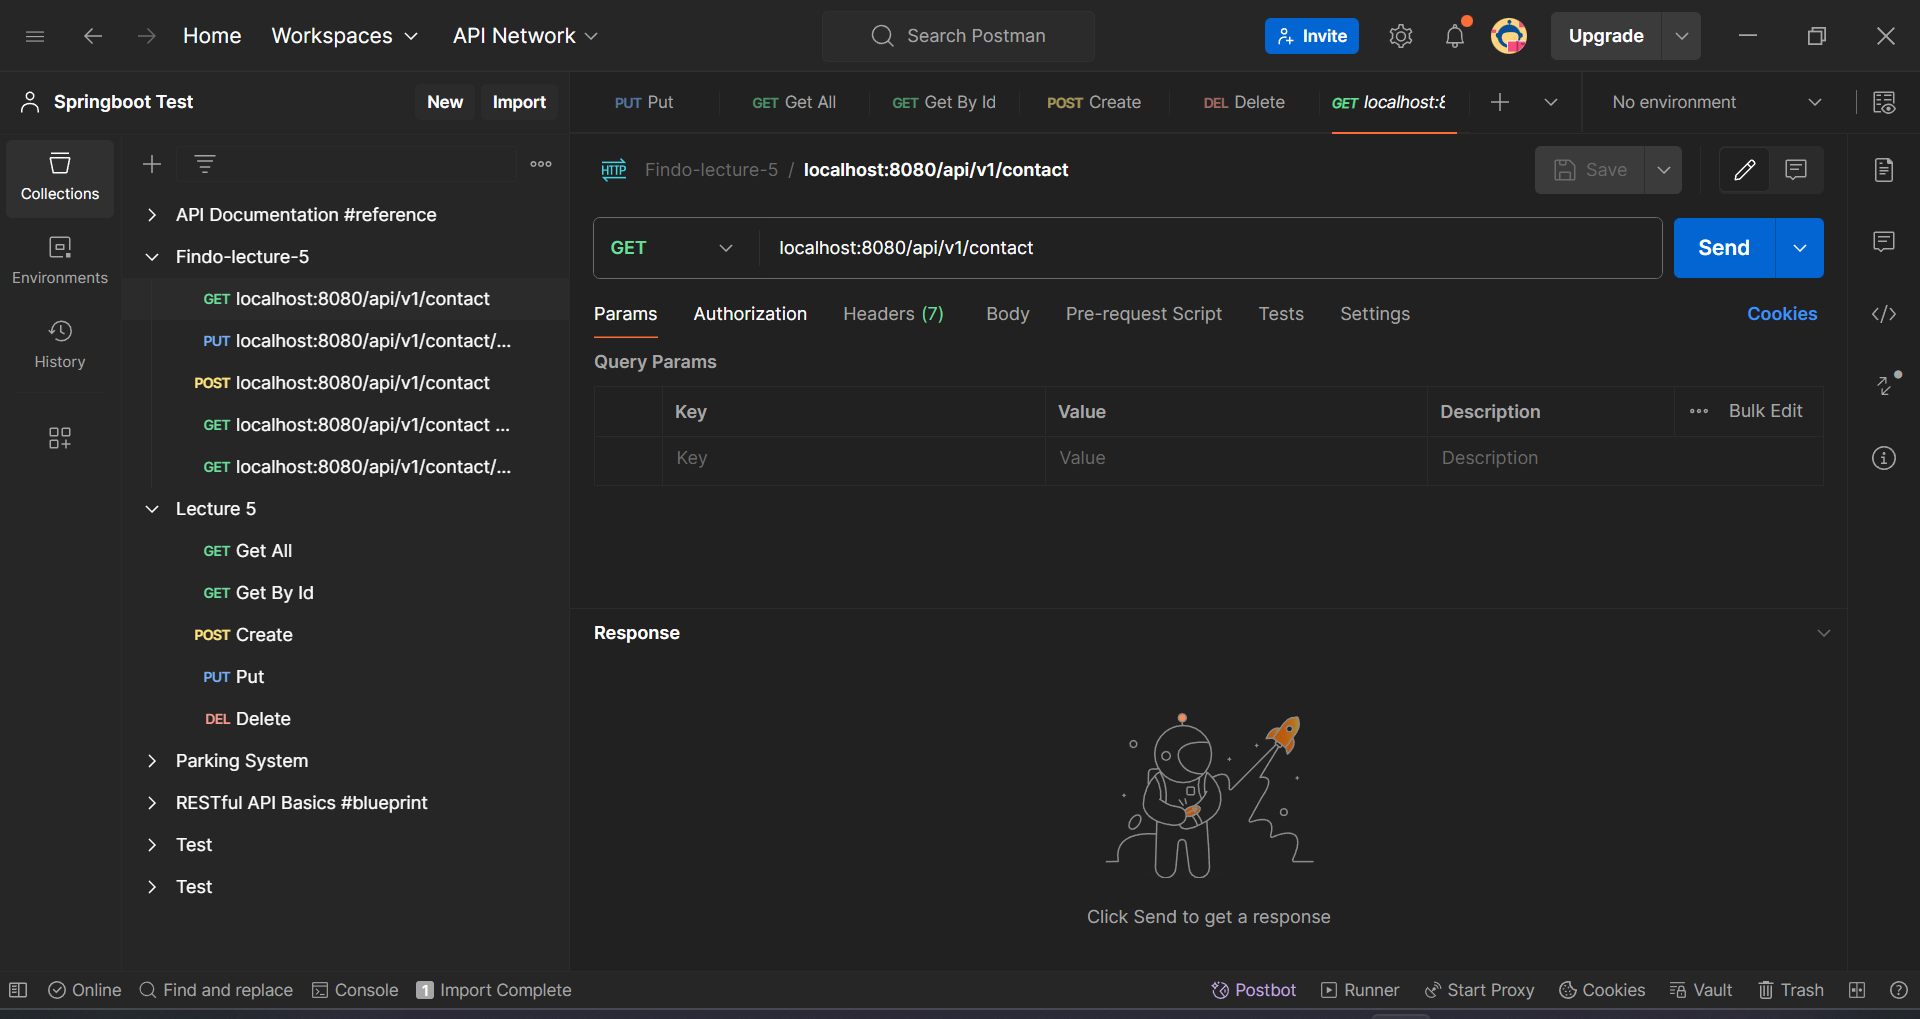 Home Workspaces API Network Search Postman Invite Upgrade
Springboot Test New Import
PUT Put GET Get All GET Get By Id POST Create DEL Delete GET localhost:8 No environment
Findo-lecture-5 / localhost:8080/api/v1/contact Save
HTTP
Collections
Environments
History
API Documentation #reference
Findo-lecture-5
GET localhost:8080/api/v1/contact
PUT localhost:8080/api/v1/contact/...
POST localhost:8080/api/v1/contact
GET localhost:8080/api/v1/contact ...
GET localhost:8080/api/v1/contact/...
Lecture 5
GET Get All
GET Get By Id
POST Create
PUT Put
DEL Delete
Parking System
RESTful API Basics #blueprint
Test
Test
GET localhost:8080/api/v1/contact Send
Params Authorization Headers (7) Body Pre-request Script Tests Settings Cookies
Query Params
Key Value Description Bulk Edit
Key Value Description
Response
Click Send to get a response
Online Find and replace Console 1 Import Complete Postbot Runner Start Proxy Cookies Vault Trash